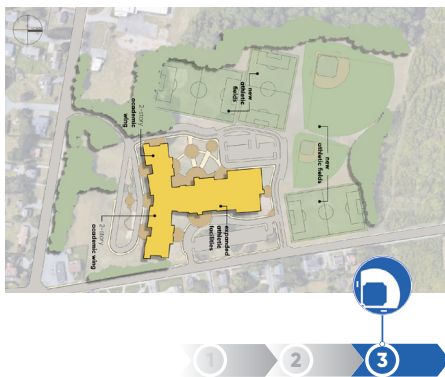 2-story
academic
wing
new
athletic
fields
new
athletic fields
2-story
academic wing
expanded
athletic
facilities
1
2
3